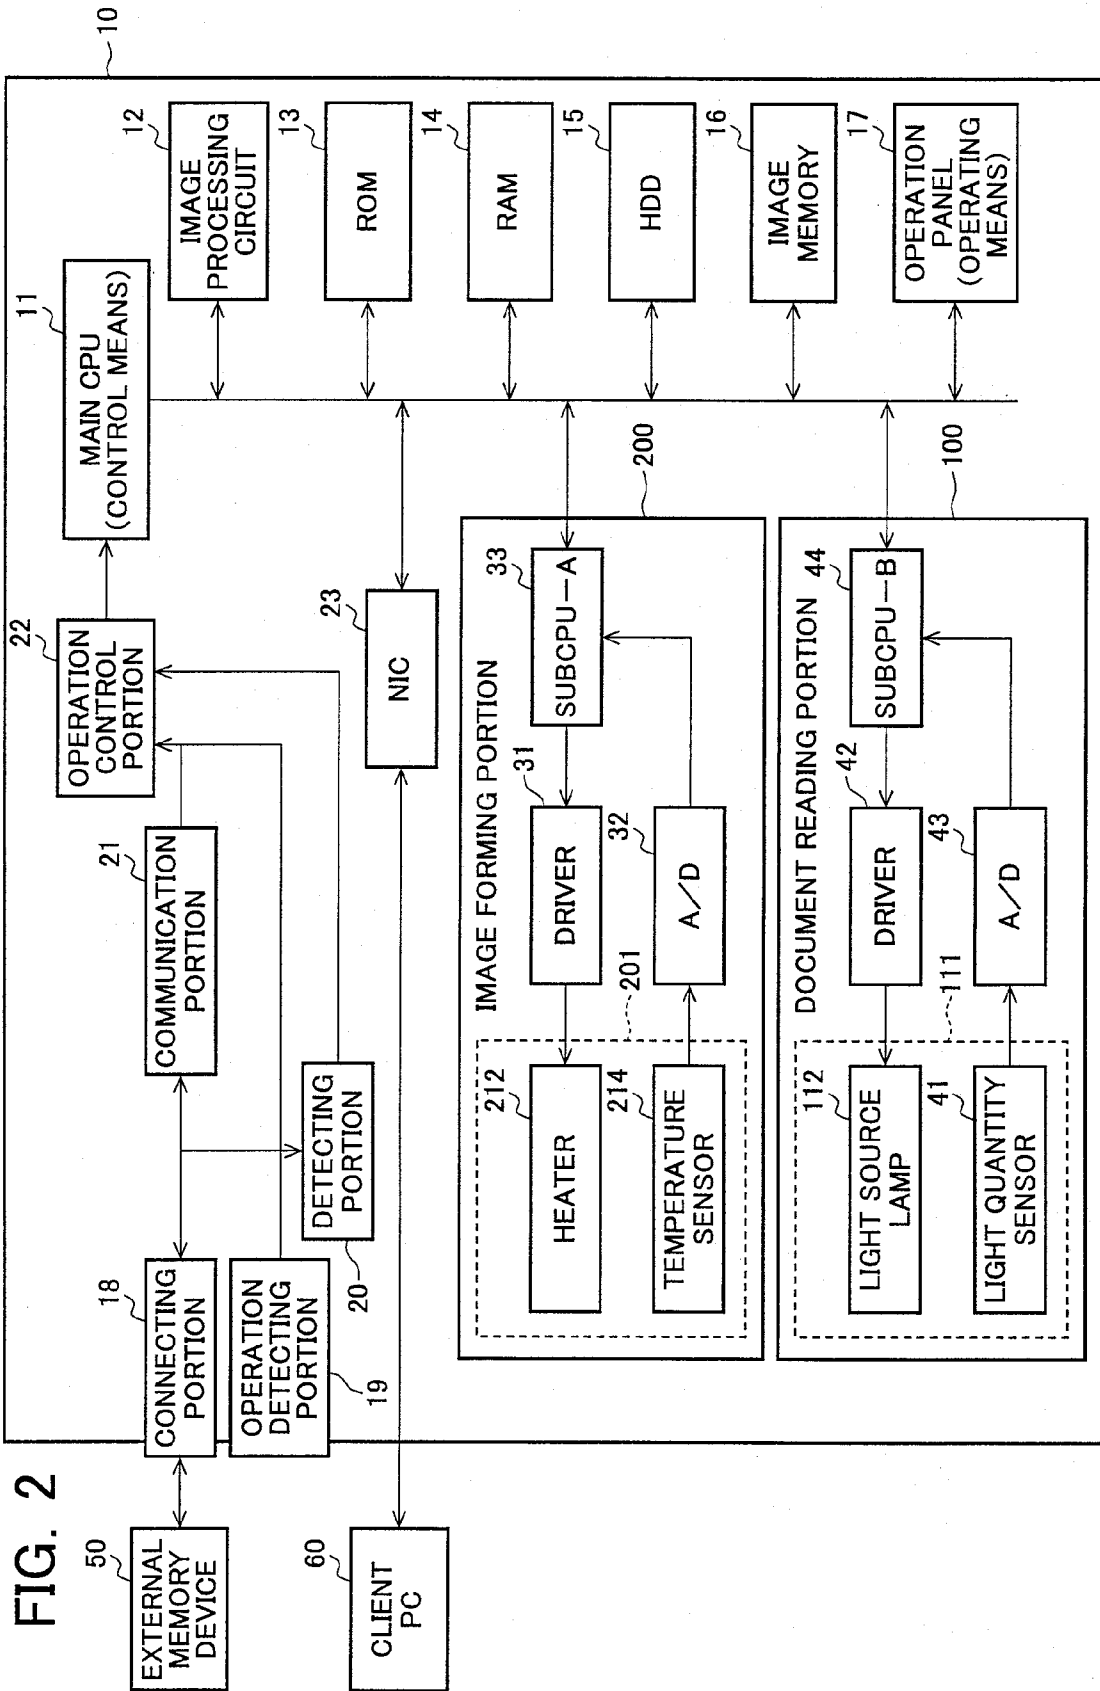 FIG. 2
10
11
MAIN CPU
(CONTROL MEANS)
12
IMAGE
PROCESSING
CIRCUIT
13
ROM
14
RAM
15
HDD
16
IMAGE
MEMORY
17
OPERATION
PANEL
(OPERATING
MEANS)
22
OPERATION
CONTROL
PORTION
21
COMMUNICATION
PORTION
18
CONNECTING
PORTION
OPERATION
DETECTING
PORTION
19
DETECTING
PORTION
20
50
EXTERNAL
MEMORY
DEVICE
60
CLIENT
PC
23
NIC
200
IMAGE FORMING PORTION
33
SUBCPU—A
31
DRIVER
32
A/D
201
212
HEATER
214
TEMPERATURE
SENSOR
100
DOCUMENT READING PORTION
44
SUBCPU—B
42
DRIVER
43
A/D
111
112
LIGHT SOURCE
LAMP
41
LIGHT QUANTITY
SENSOR